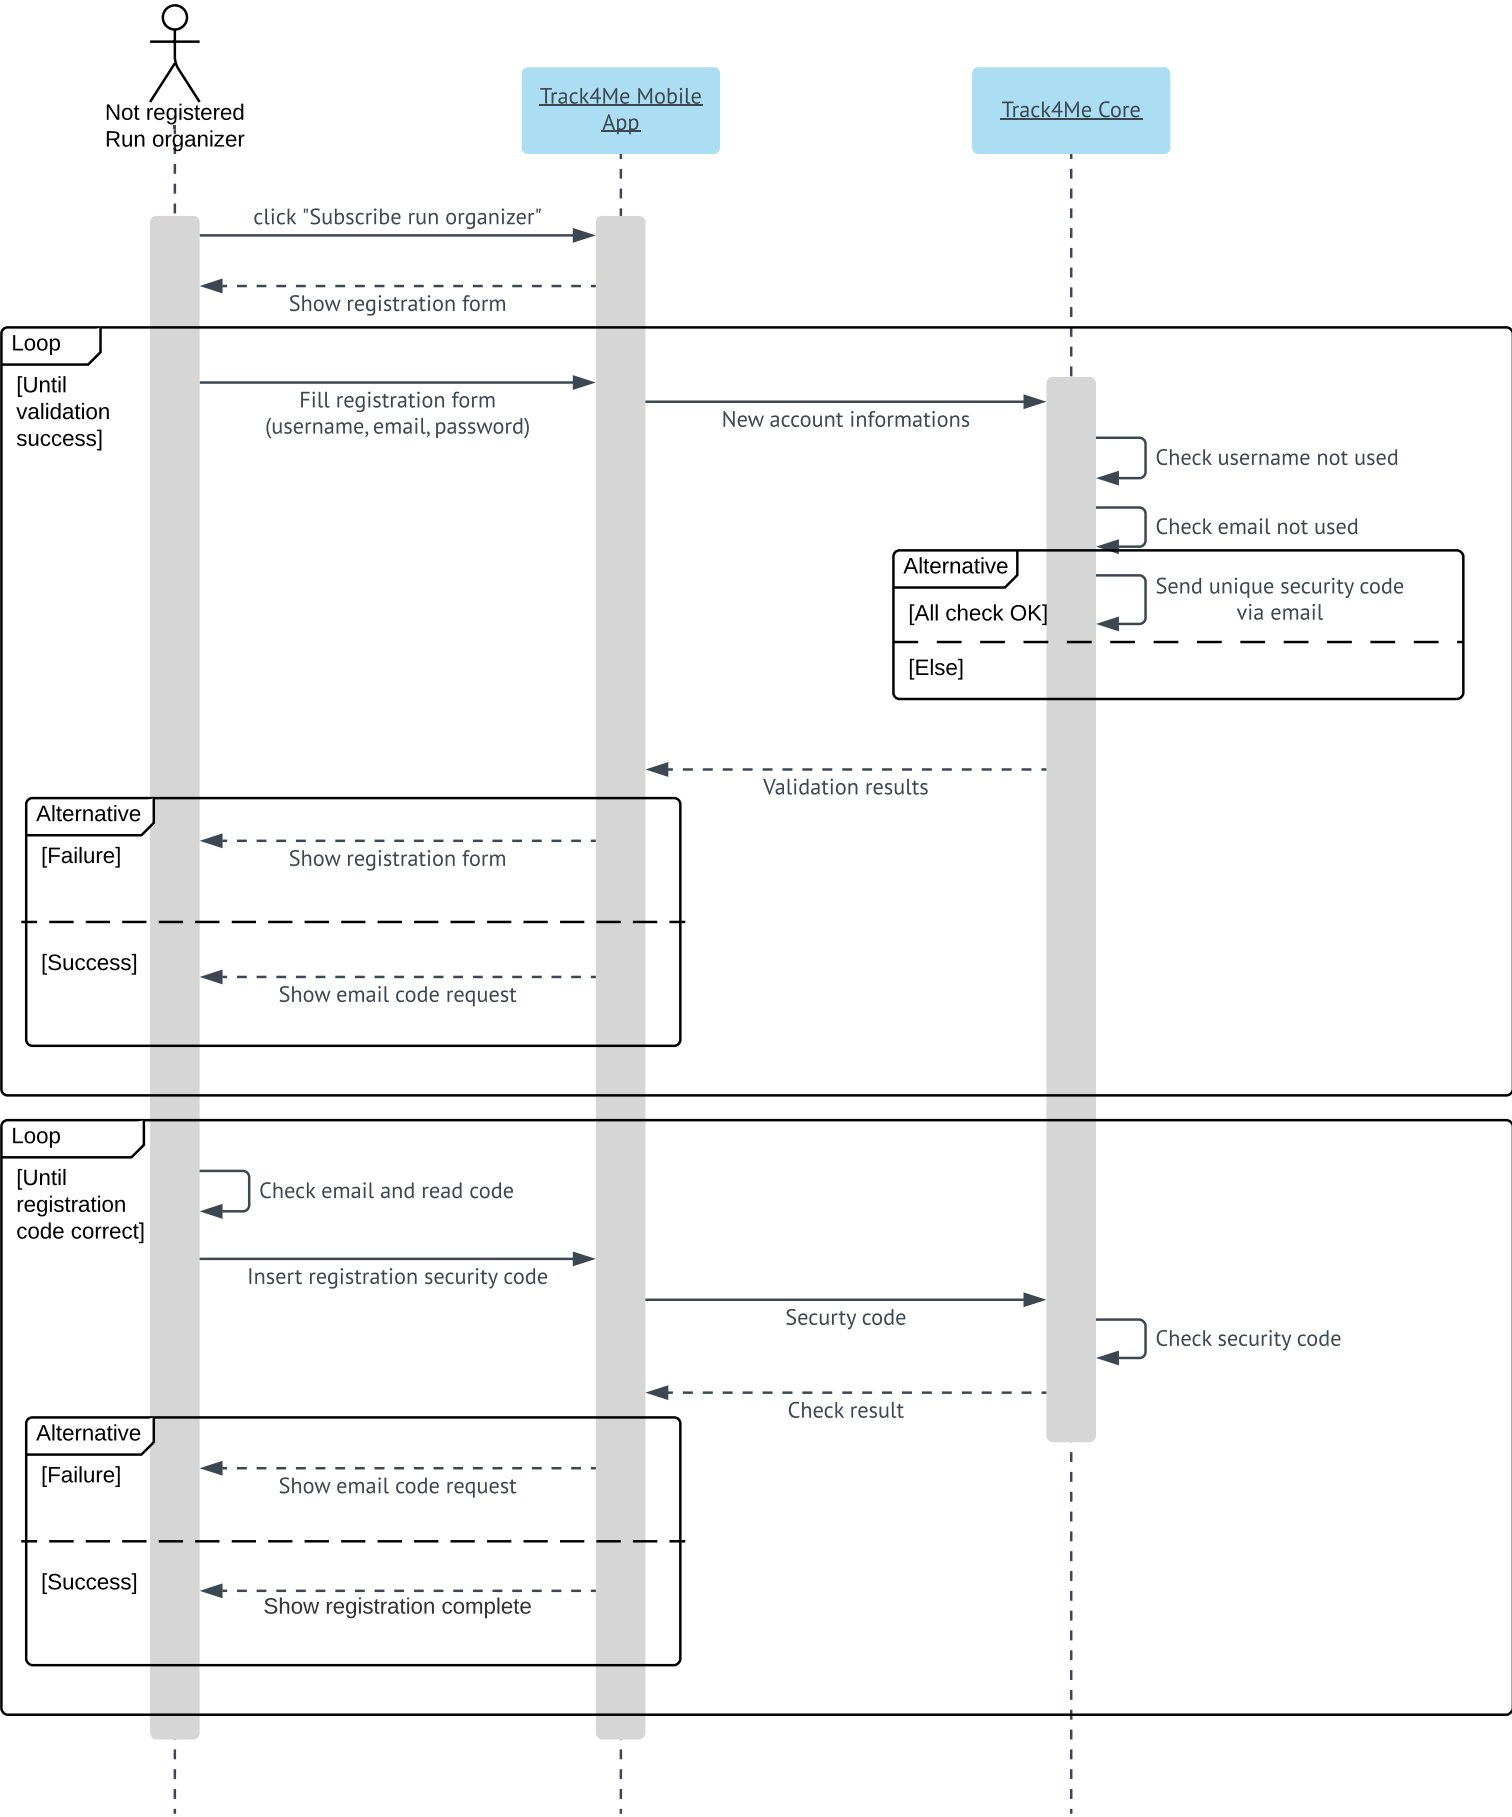 Not registered
Run organizer
Track4Me Mobile
App
Track4Me Core
click "Subscribe run organizer"
Show registration form
Loop
[Until
validation
success]
Fill registration form
(username, email, password)
New account informations
Check username not used
Check email not used
Alternative
[All check OK]
Send unique security code
via email
[Else]
Validation results
Alternative
[Failure]
Show registration form
[Success]
Show email code request
Loop
[Until
registration
code correct]
Check email and read code
Insert registration security code
Securty code
Check security code
Check result
Alternative
[Failure]
Show email code request
[Success]
Show registration complete